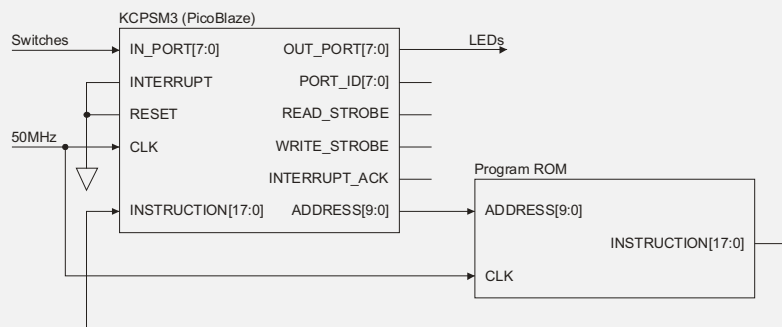 KCPSM3 (PicoBlaze)
Switches
IN_PORT[7:0]
OUT_PORT[7:0]
LEDs
INTERRUPT
PORT_ID[7:0]
RESET
READ_STROBE
50MHz
CLK
WRITE_STROBE
INTERRUPT_ACK
Program ROM
INSTRUCTION[17:0]
ADDRESS[9:0]
ADDRESS[9:0]
INSTRUCTION[17:0]
CLK